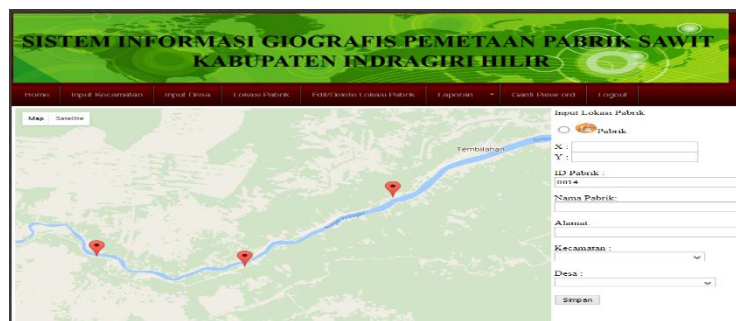 SISTEM INFORMASI GIOGRAFIS PEMETAAN PABRIK SAWIT
KABUPATEN INDRAGIRI HILIR
Home Input Kecamatan Input Desa Lokasi Pabrik Edit/Delete Lokasi Pabrik Laporan Ganti Pasword Logout
Map Satellite
Tembilahan
Input Lokasi Pabrik
Pabrik
X :
Y :
ID Pabrik :
0014
Nama Pabrik:
Alamat:
Kecamatan :
Desa :
Simpan